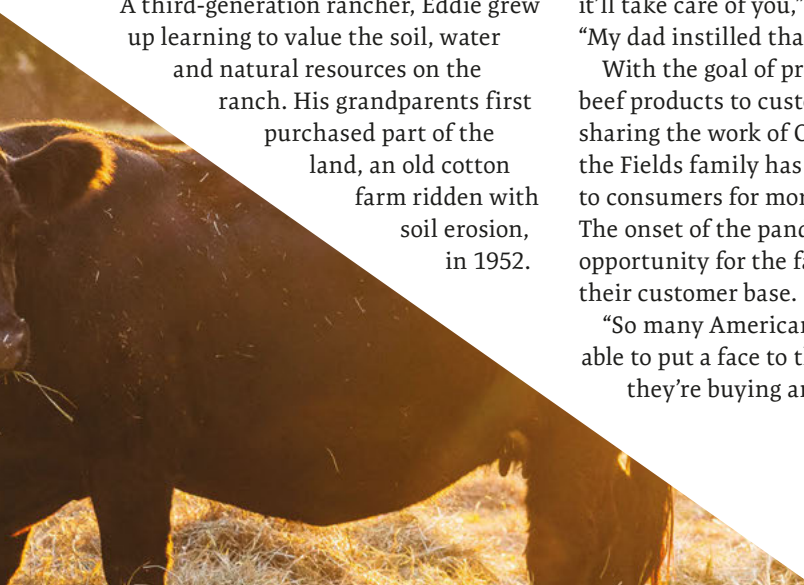 A third-generation rancher, Eddie grew
up learning to value the soil, water
and natural resources on the
ranch. His grandparents first
purchased part of the
land, an old cotton
farm ridden with
soil erosion,
in 1952.
it’ll take care of you,”
“My dad instilled tha
With the goal of pr
beef products to custo
sharing the work of
the Fields family has
to consumers for mor
The onset of the pand
opportunity for the fa
their customer base.
“So many American
able to put a face to th
they’re buying an